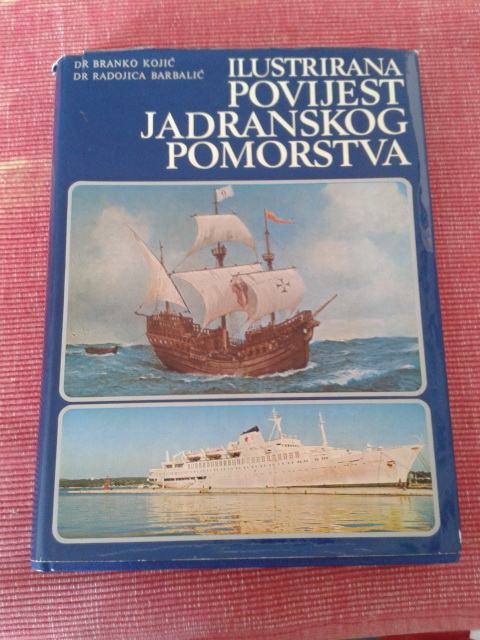 DR BRANKO KOJIĆ
DR RADOJICA BARBALIĆ
ILUSTRIRANA
POVIJEST
JADRANSKOG
POMORSTVA